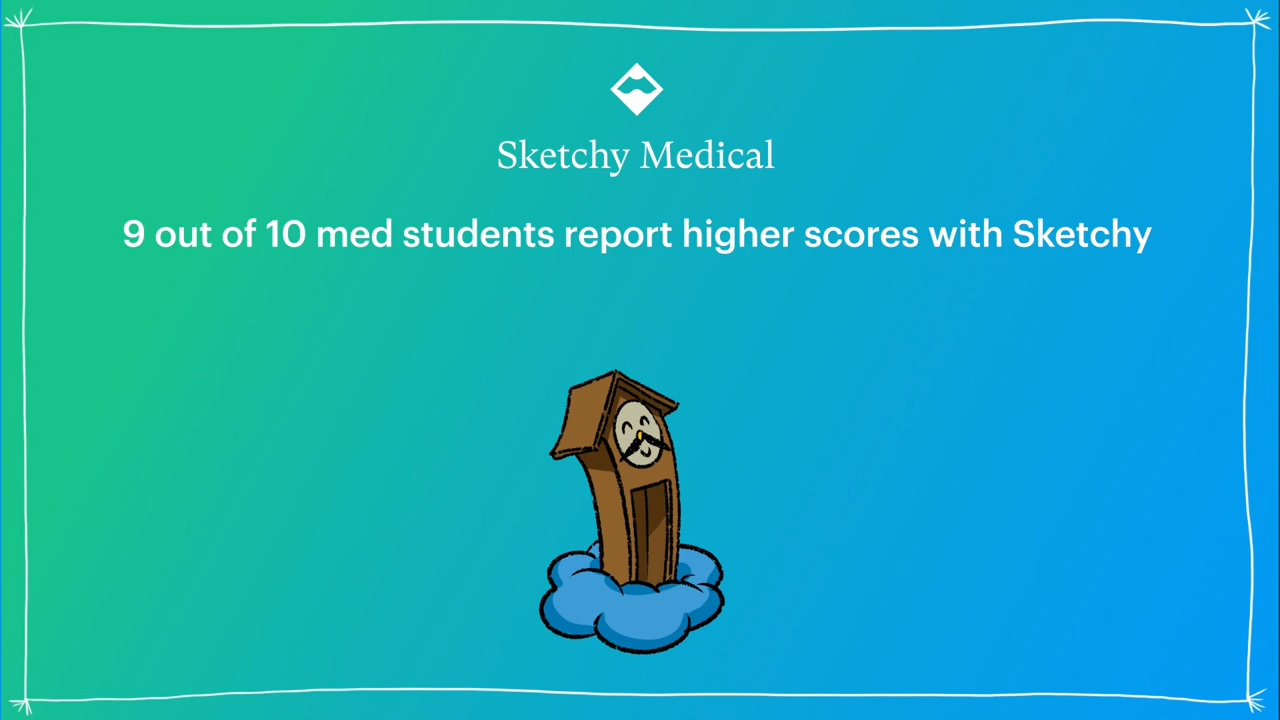 Sketchy Medical
9 out of 10 med students report higher scores with Sketchy